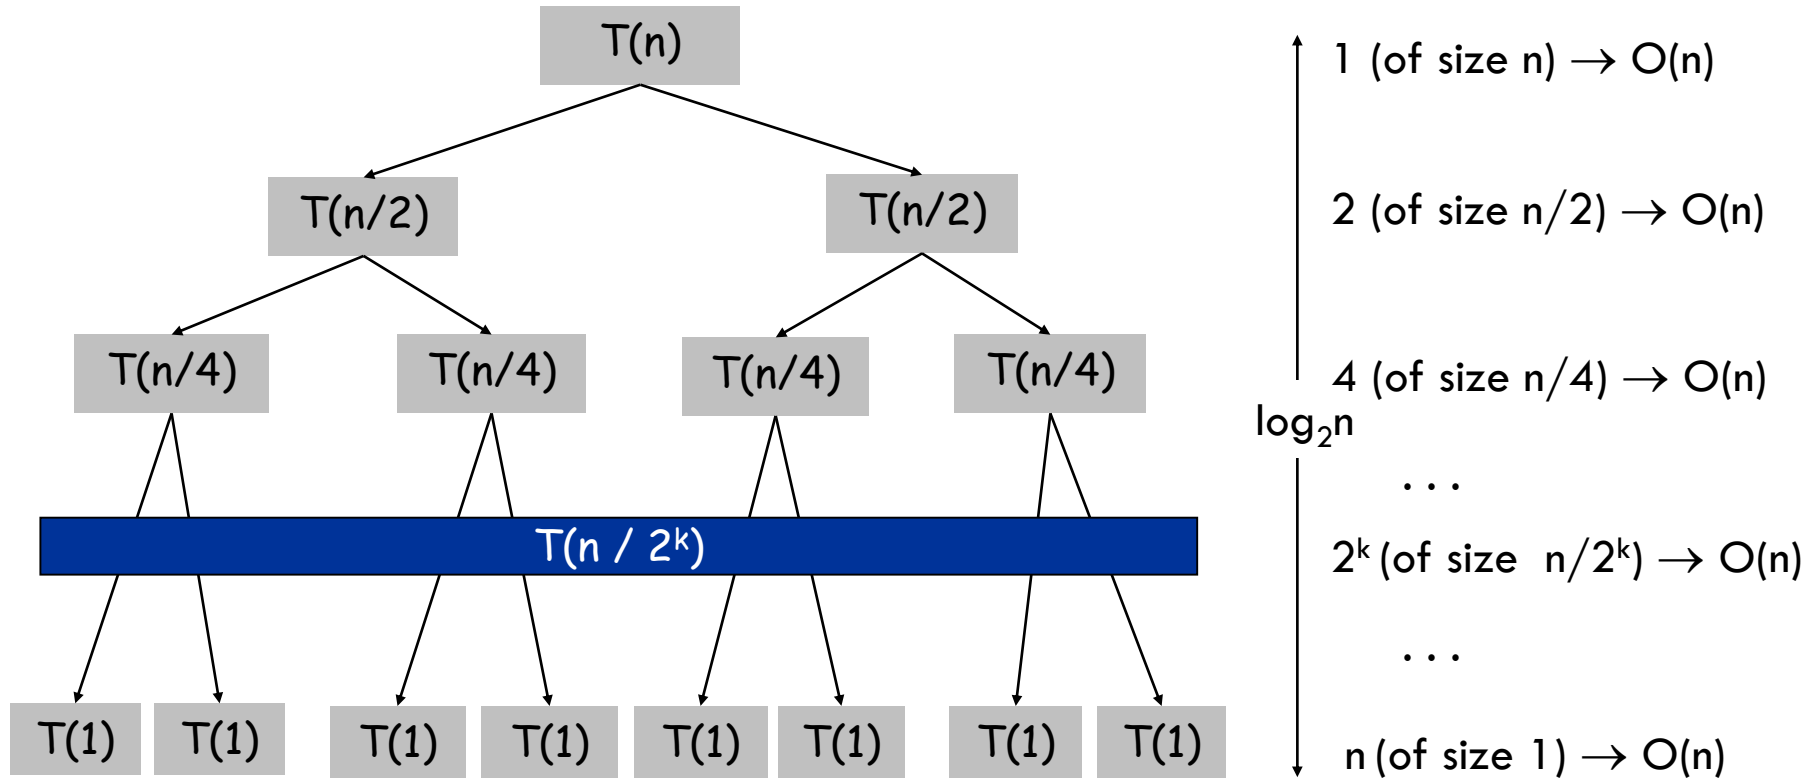 T(n)
1 (of size n) → O(n)
T(n/2) T(n/2)
2 (of size n/2) → O(n)
T(n/4) T(n/4) T(n/4) T(n/4)
4 (of size n/4) → O(n)
log₂n
. . .
T(n / 2ᵏ)
2ᵏ (of size n/2ᵏ) → O(n)
. . .
T(1) T(1) T(1) T(1) T(1) T(1) T(1) T(1)
n (of size 1) → O(n)